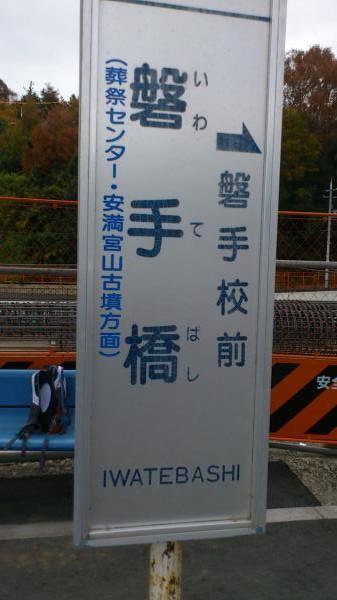 磐手校前
磐手橋
いわてばし
(葬祭センター・安満宮山古墳方面)
IWATEBASHI
安全